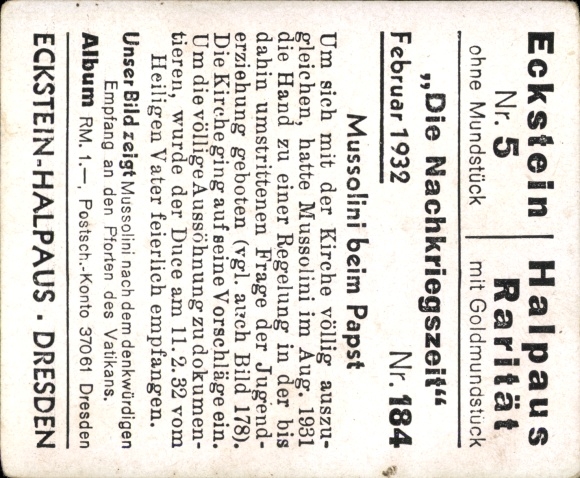 Eckstein | Halpaus
Nr. 5 Rarität
ohne Mundstück mit Goldmundstück
„Die Nachkriegszeit“
Februar 1932 Nr. 184
Mussolini beim Papst
Um sich mit der Kirche völlig auszu-
gleichen, hatte Mussolini im Aug. 1931
die Hand zu einer Regelung in der bis
dahin umstrittenen Frage der Jugend-
erziehung geboten (vgl. auch Bild 178).
Die Kirche ging auf seine Vorschläge ein.
Um die völlige Aussöhnung zu dokumen-
tieren, wurde der Duce am 11. 2. 32 vom
Heiligen Vater feierlich empfangen.
Unser Bild zeigt Mussolini nach dem denkwürdigen
Empfang an den Pforten des Vatikans.
Album RM. 1.—, Postsch.-Konto 37061 Dresden
ECKSTEIN-HALPAUS · DRESDEN